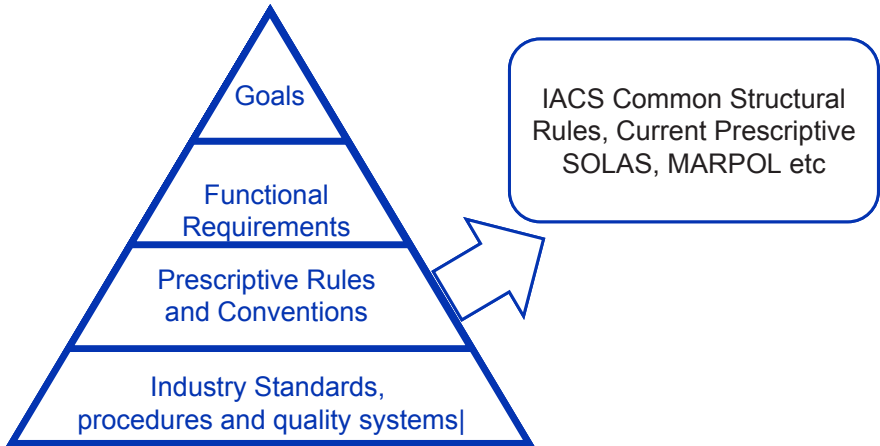 Goals
Functional
Requirements
Prescriptive Rules
and Conventions
Industry Standards,
procedures and quality systems|
IACS Common Structural
Rules, Current Prescriptive
SOLAS, MARPOL etc